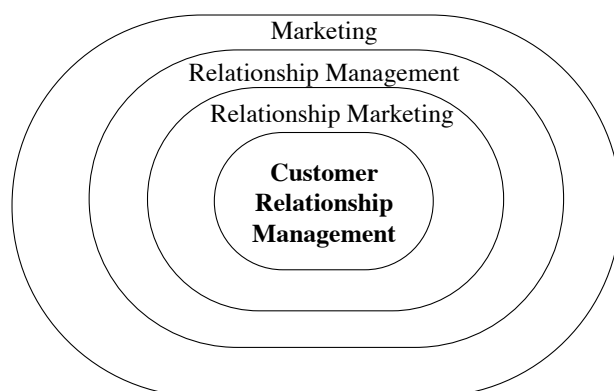 Marketing
Relationship Management
Relationship Marketing
Customer
Relationship
Management